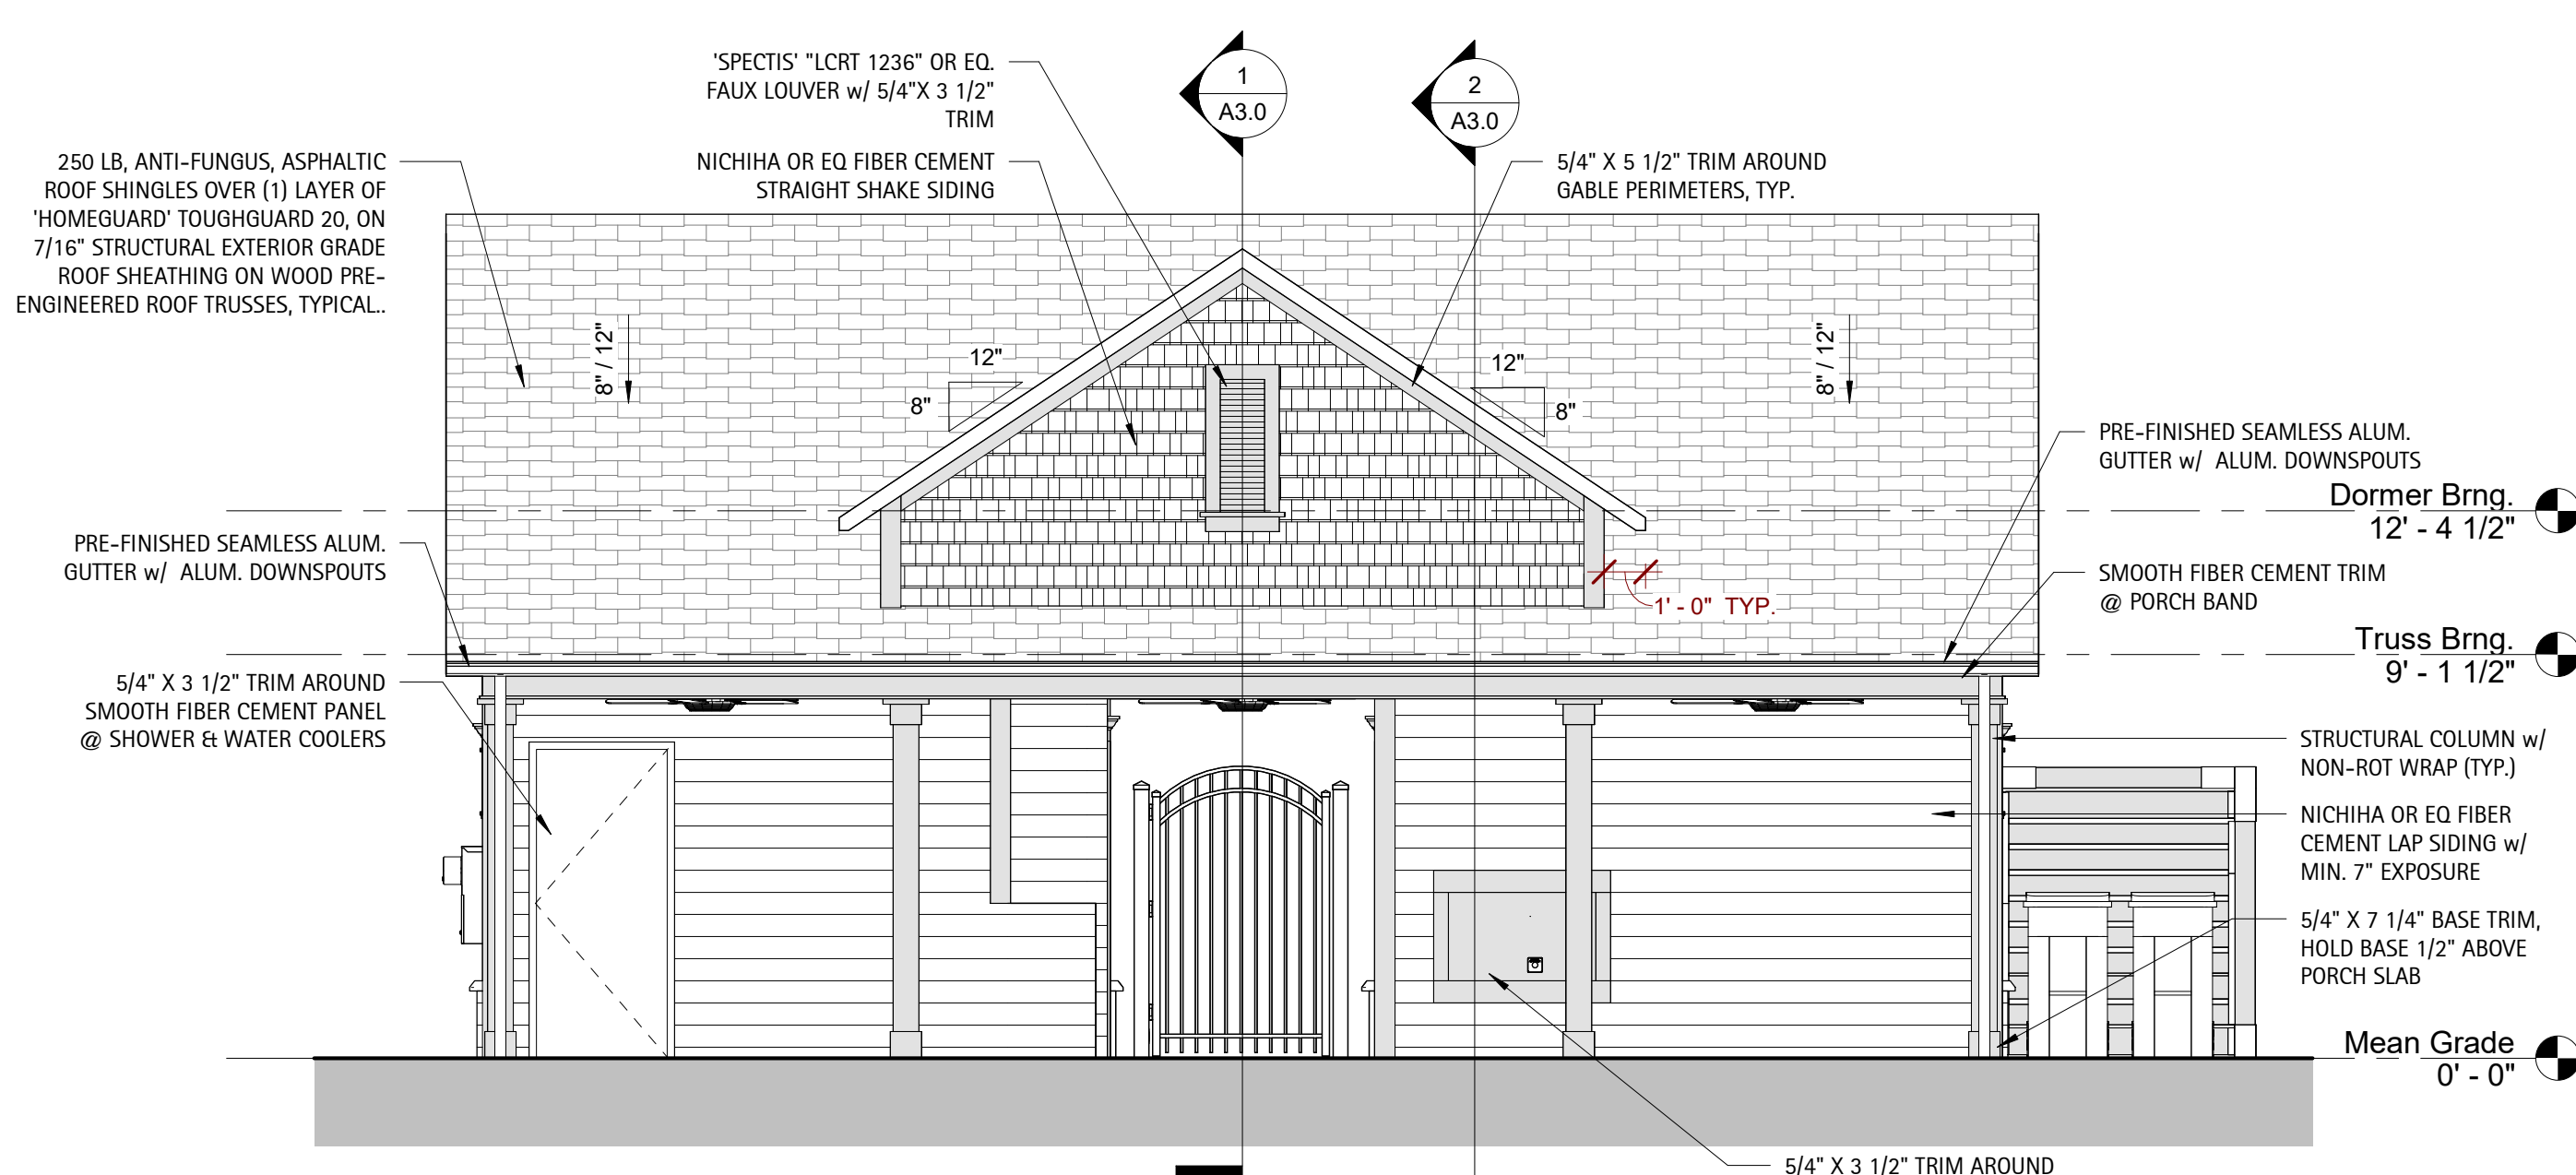 'SPECTIS' "LCRT 1236" OR EQ.
FAUX LOUVER w/ 5/4"X 3 1/2"
TRIM
1
A3.0
2
A3.0
250 LB, ANTI-FUNGUS, ASPHALTIC
ROOF SHINGLES OVER (1) LAYER OF
'HOMEGUARD' TOUGHGUARD 20, ON
7/16" STRUCTURAL EXTERIOR GRADE
ROOF SHEATHING ON WOOD PRE-
ENGINEERED ROOF TRUSSES, TYPICAL..
NICHIHA OR EQ FIBER CEMENT
STRAIGHT SHAKE SIDING
5/4" X 5 1/2" TRIM AROUND
GABLE PERIMETERS, TYP.
8" / 12"
12"
8"
12"
8"
8" / 12"
PRE-FINISHED SEAMLESS ALUM.
GUTTER w/ ALUM. DOWNSPOUTS
Dormer Brng.
12' - 4 1/2"
PRE-FINISHED SEAMLESS ALUM.
GUTTER w/ ALUM. DOWNSPOUTS
SMOOTH FIBER CEMENT TRIM
@ PORCH BAND
1' - 0" TYP.
Truss Brng.
9' - 1 1/2"
5/4" X 3 1/2" TRIM AROUND
SMOOTH FIBER CEMENT PANEL
@ SHOWER & WATER COOLERS
STRUCTURAL COLUMN w/
NON-ROT WRAP (TYP.)
NICHIHA OR EQ FIBER
CEMENT LAP SIDING w/
MIN. 7" EXPOSURE
5/4" X 7 1/4" BASE TRIM,
HOLD BASE 1/2" ABOVE
PORCH SLAB
Mean Grade
0' - 0"
5/4" X 3 1/2" TRIM AROUND